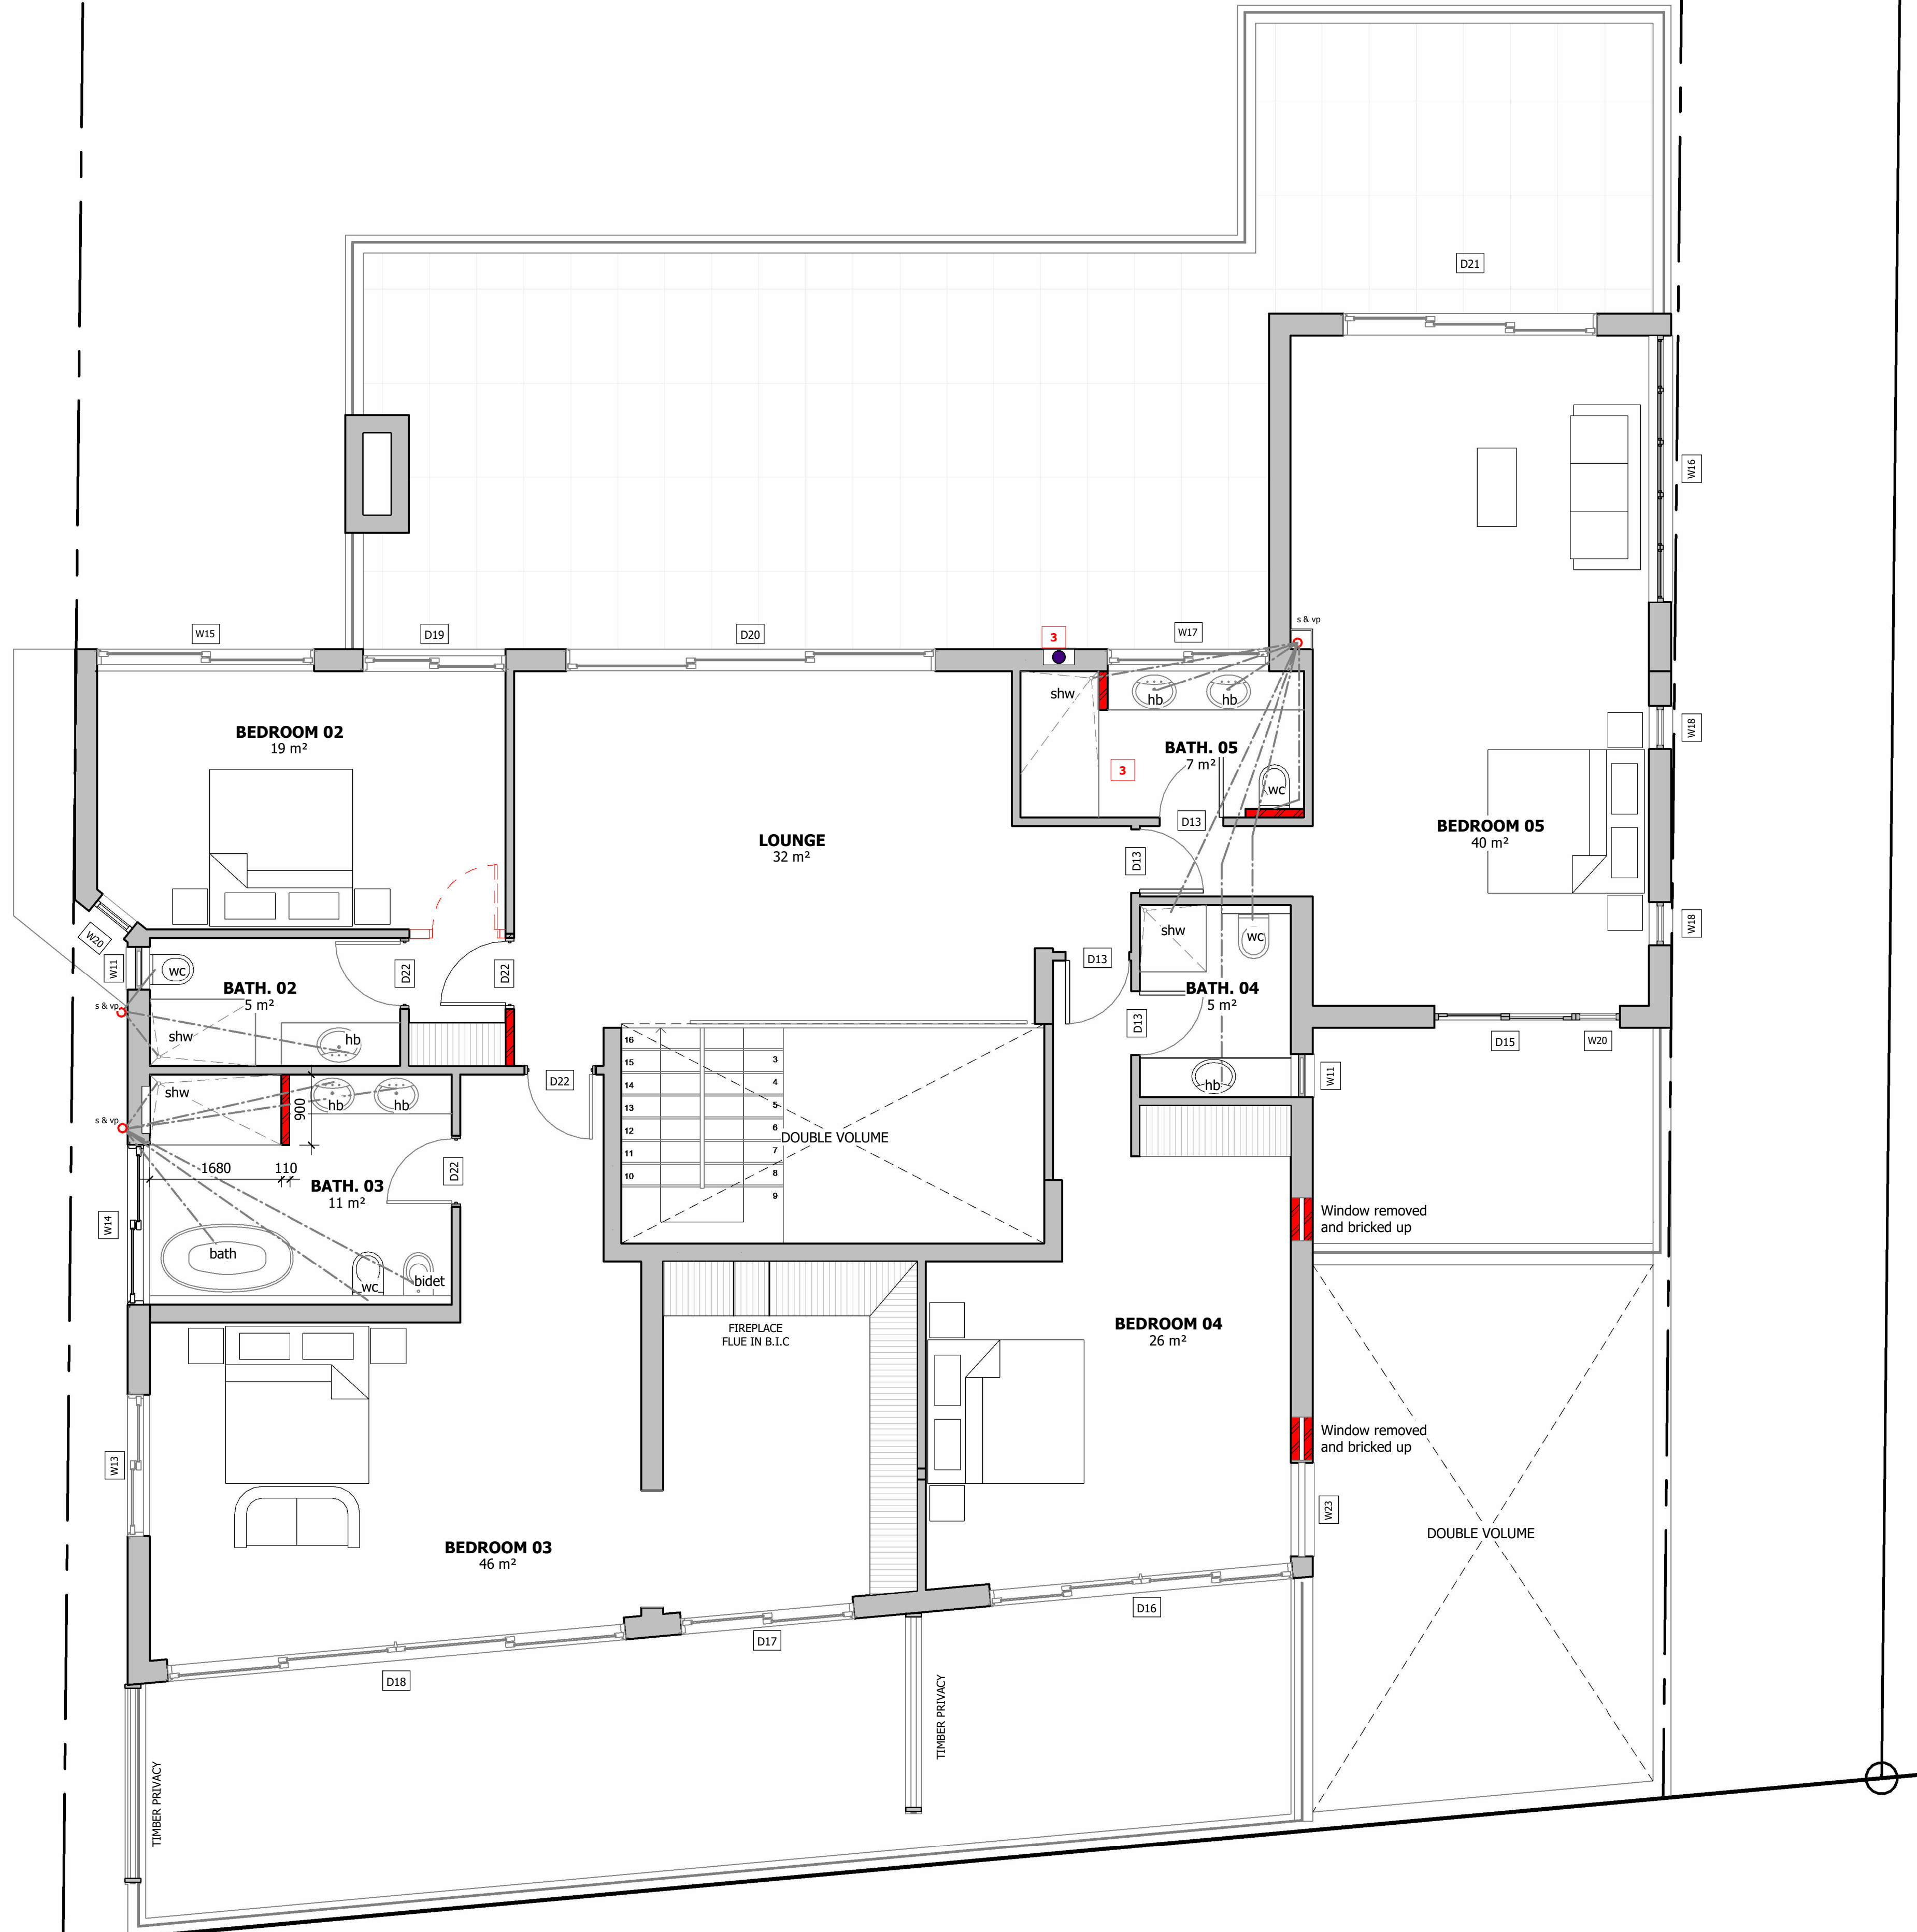 D21
W16
s & vp
W15
D19
D20
3
W17
shw
hb
hb
BEDROOM 02
19 m²
W18
BATH. 05
7 m²
3
wc
D13
BEDROOM 05
40 m²
LOUNGE
32 m²
D13
W20
W11
wc
D22
D22
BATH. 02
5 m²
s & vp
shw
hb
D13
shw
wc
W18
BATH. 04
5 m²
D13
D15
W20
16
15
14
13
12
11
10
3
4
5
6
7
8
9
DOUBLE VOLUME
D22
hb
W11
s & vp
shw
hb
hb
900
1680
110
BATH. 03
11 m²
D22
W14
bath
wc
bidet
Window removed
and bricked up
FIREPLACE
FLUE IN B.I.C
BEDROOM 04
26 m²
Window removed
and bricked up
W13
W23
BEDROOM 03
46 m²
DOUBLE VOLUME
D16
D17
D18
TIMBER PRIVACY
TIMBER PRIVACY